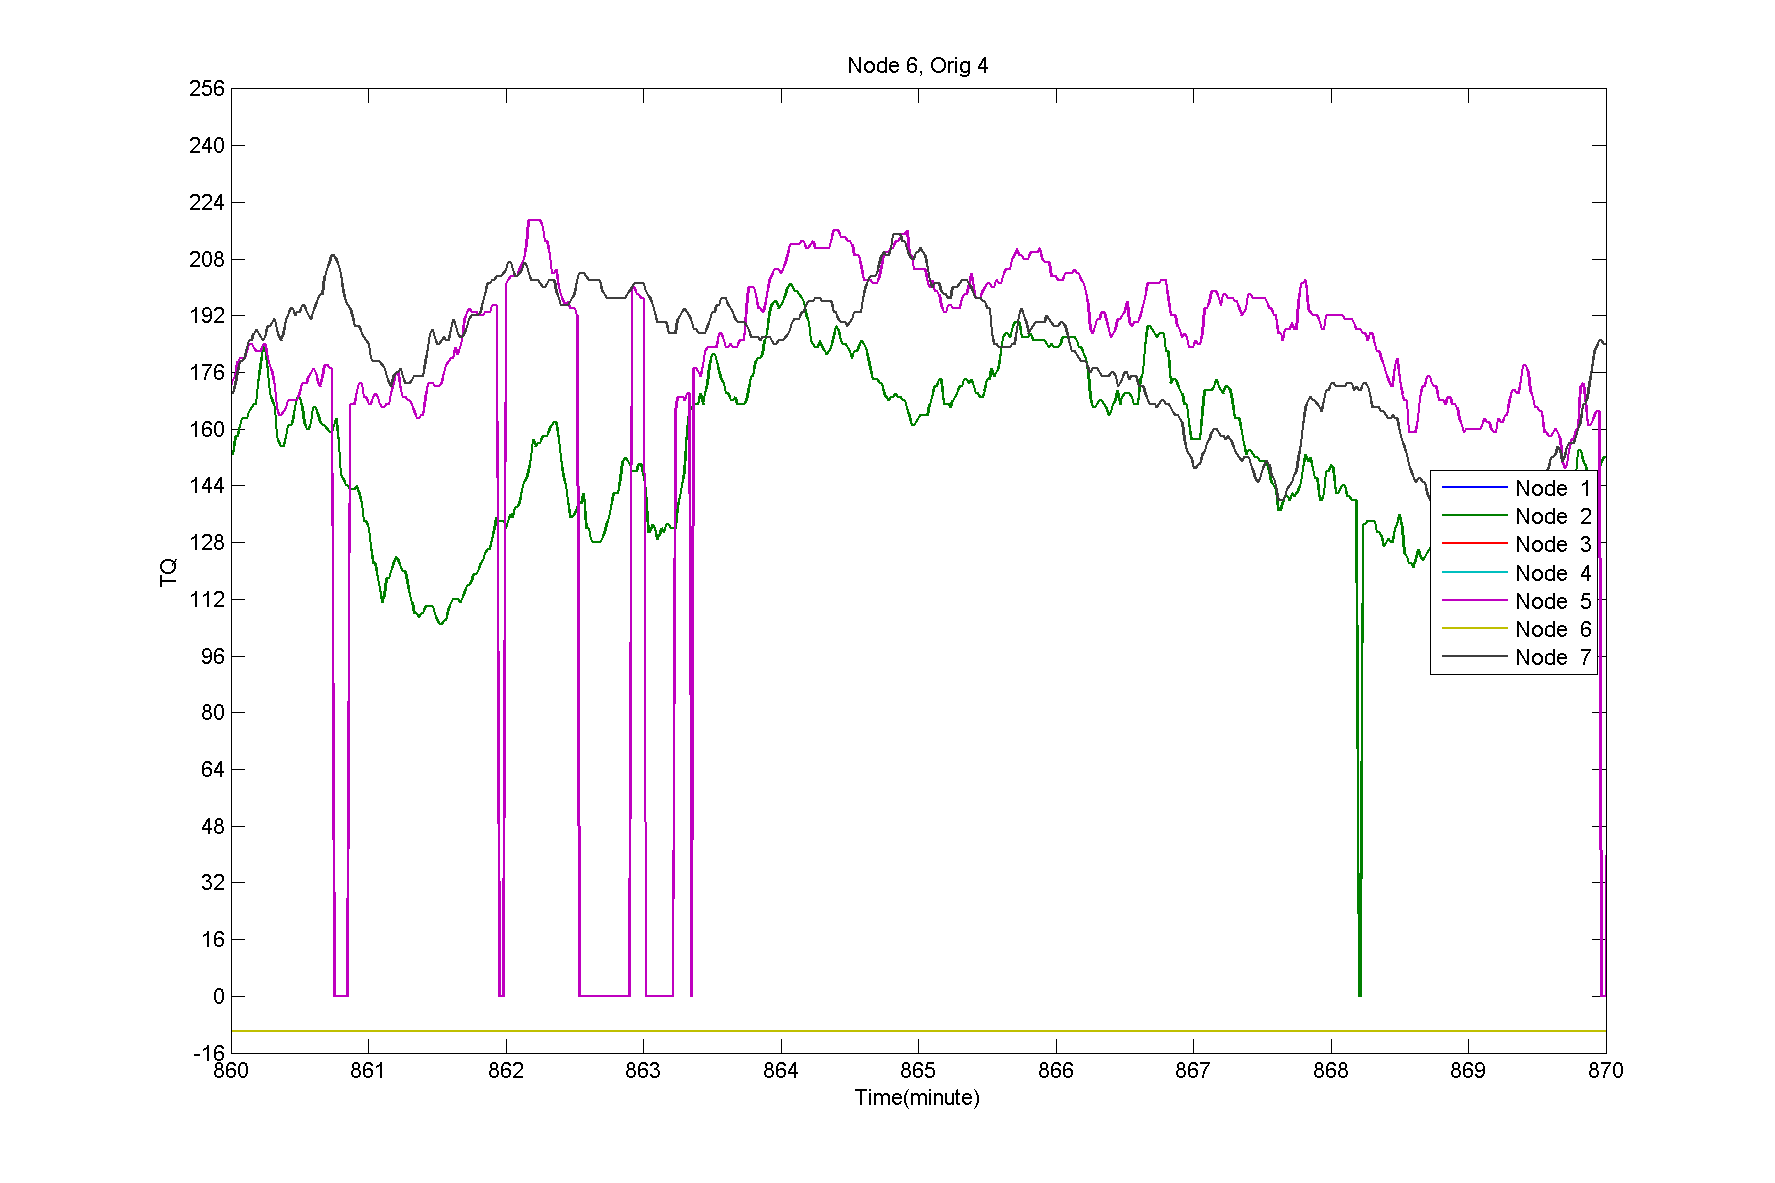 Node 6, Orig 4
256
240
224
208
192
176
160
144
128
112
96
80
64
48
32
16
0
-16
TQ
Node 1
Node 2
Node 3
Node 4
Node 5
Node 6
Node 7
860 861 862 863 864 865 866 867 868 869 870
Time(minute)